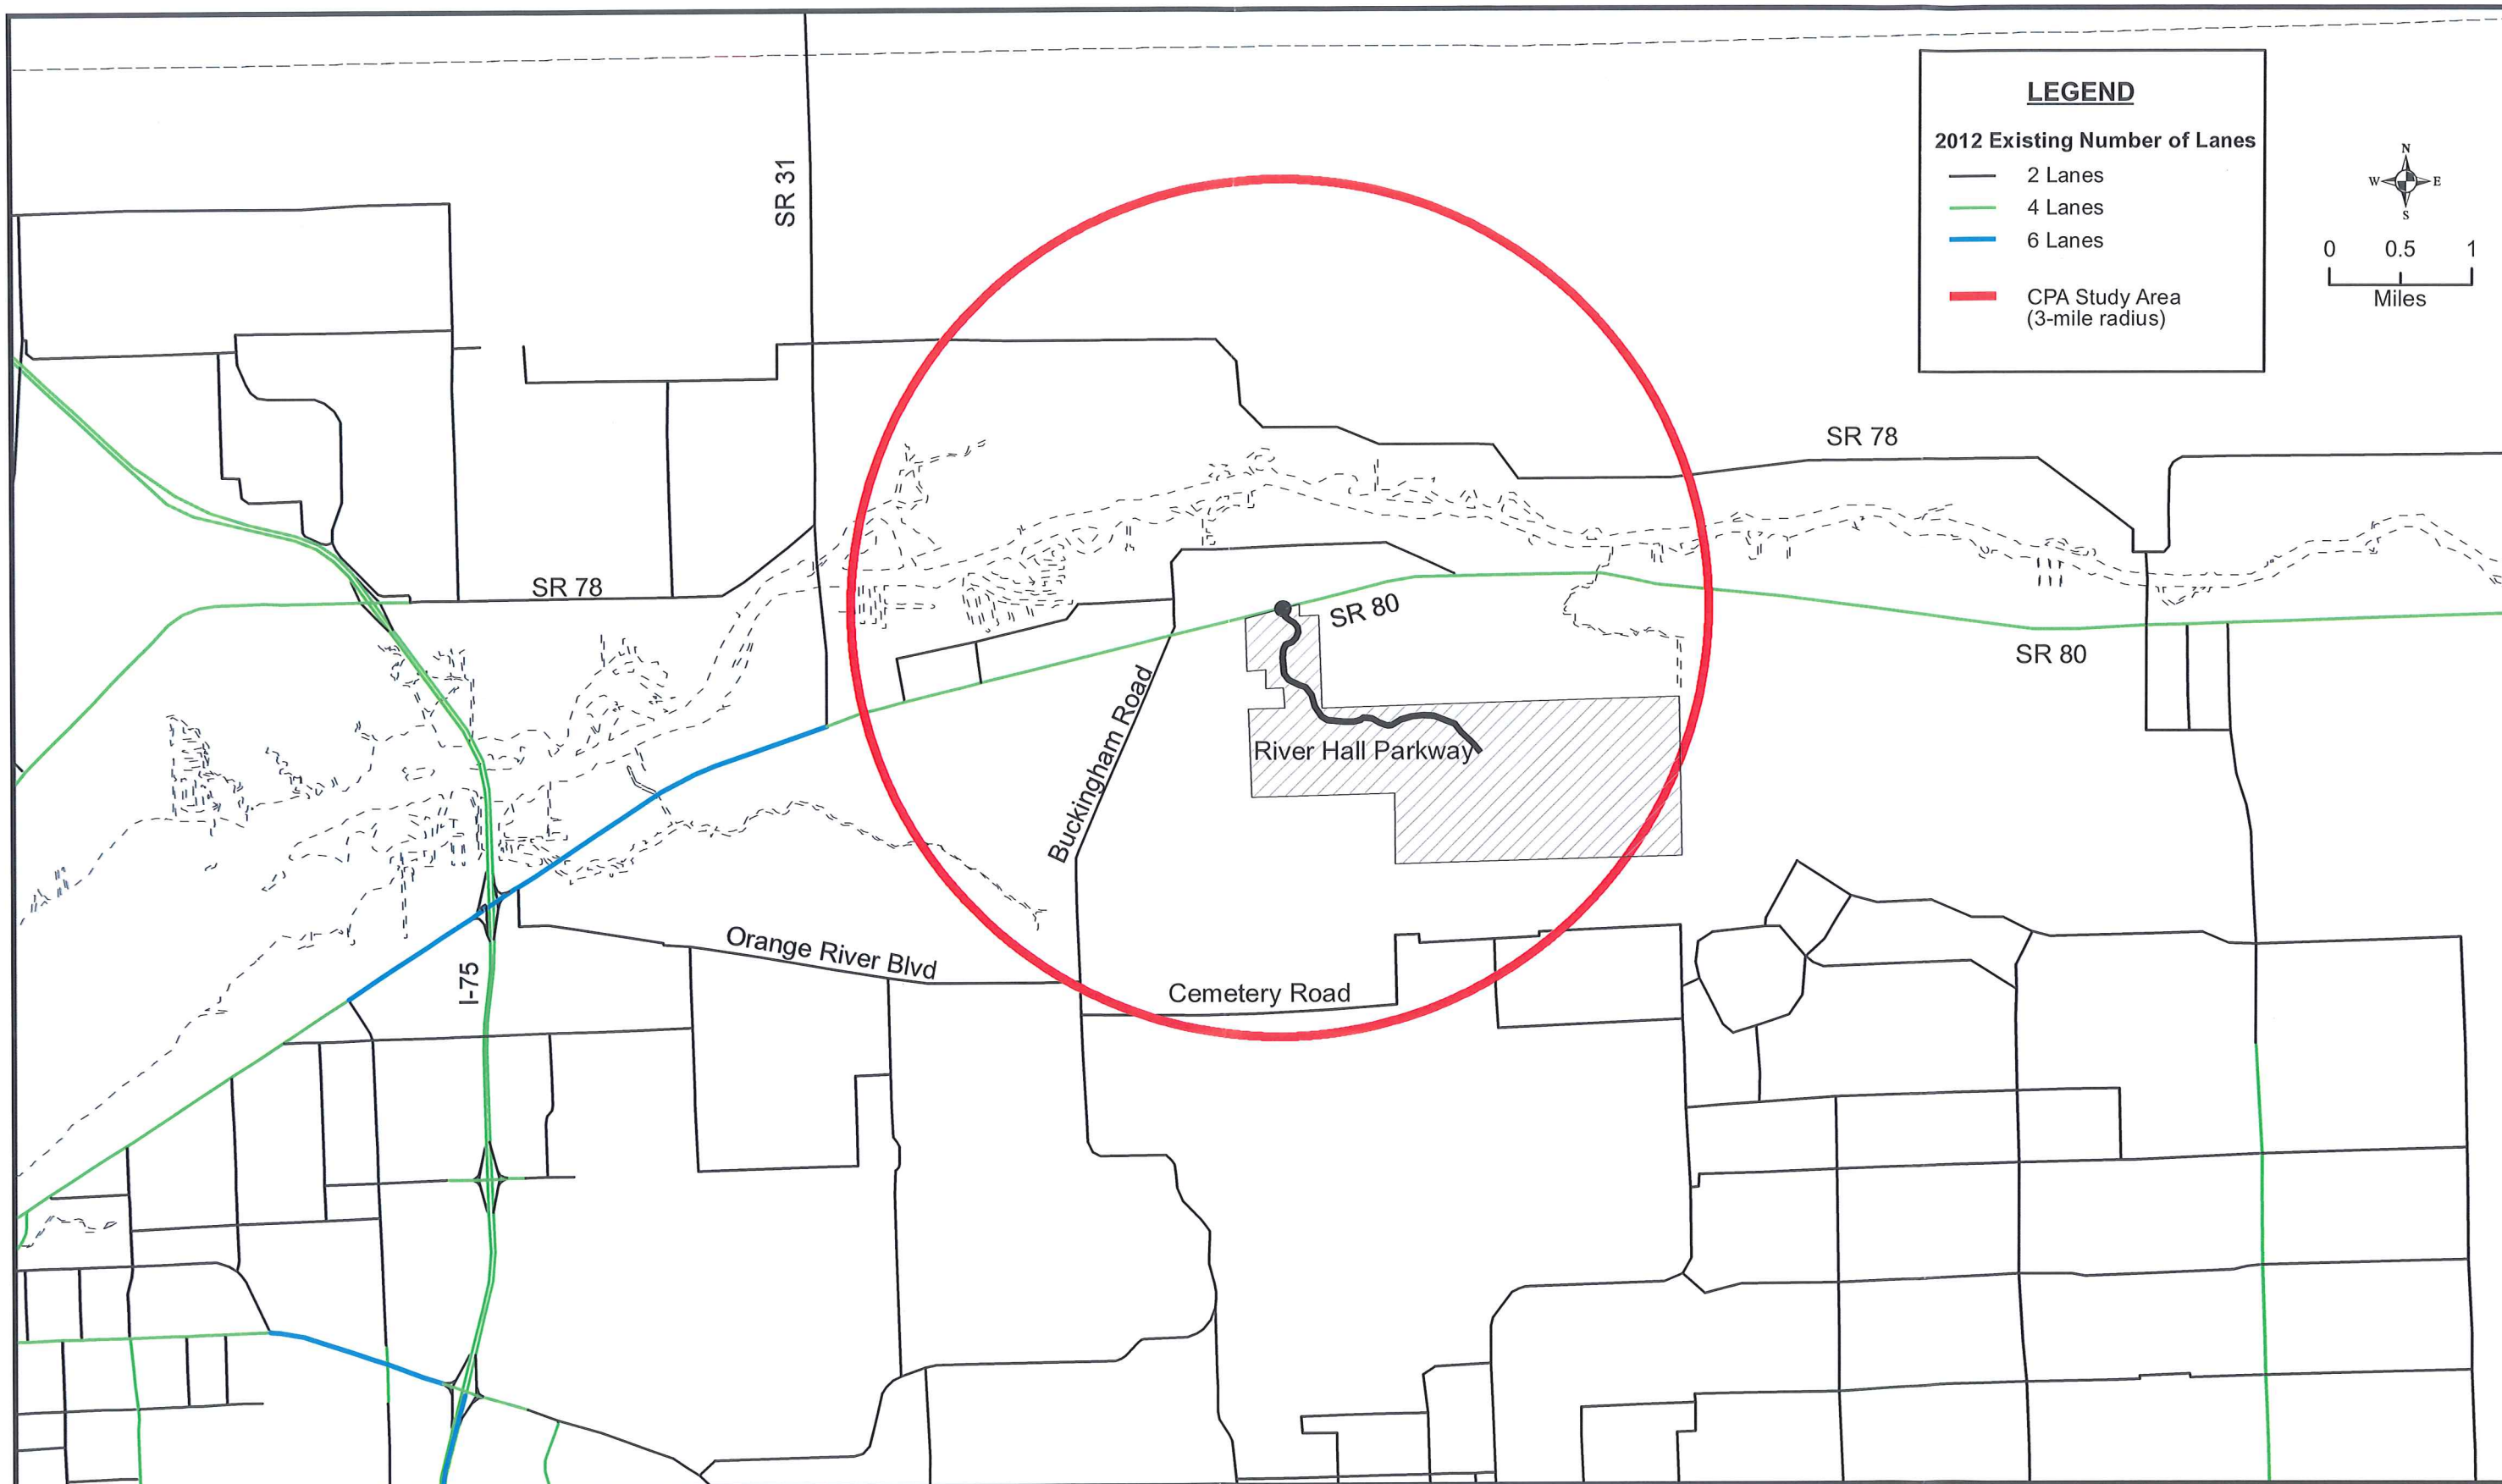 LEGEND
2012 Existing Number of Lanes
2 Lanes
4 Lanes
6 Lanes
CPA Study Area
(3-mile radius)
N
W E
S
0 0.5 1
Miles
SR 31
SR 78
SR 78
SR 80
SR 80
Buckingham Road
River Hall Parkway
Orange River Blvd
I-75
Cemetery Road